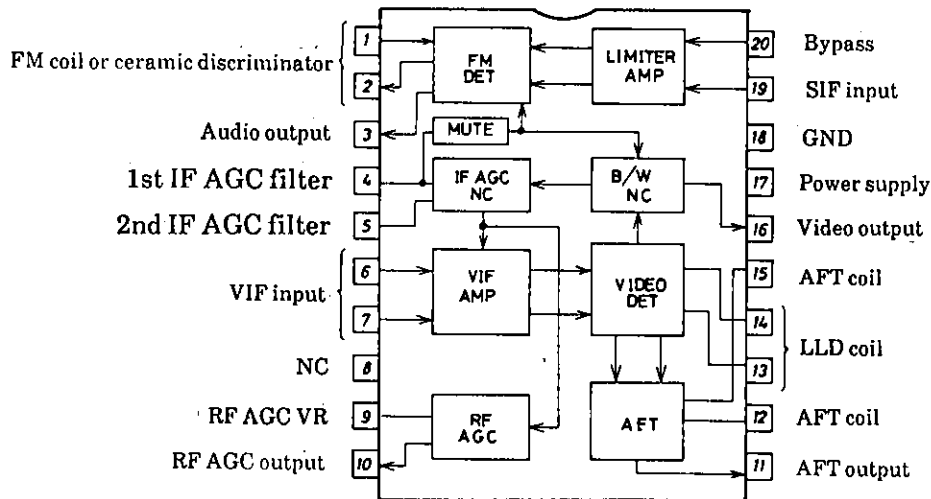 1 FM DET LIMITER AMP 20 Bypass
FM coil or ceramic discriminator
2 19 SIF input
Audio output 3 MUTE 18 GND
1st IF AGC filter 4 IF AGC NC B/W NC 17 Power supply
2nd IF AGC filter 5 16 Video output
6 VIF AMP VIDEO DET 15 AFT coil
VIF input
7 14
LLD coil
NC 8 13
RF AGC VR 9 RF AGC AFT 12 AFT coil
RF AGC output 10 11 AFT output